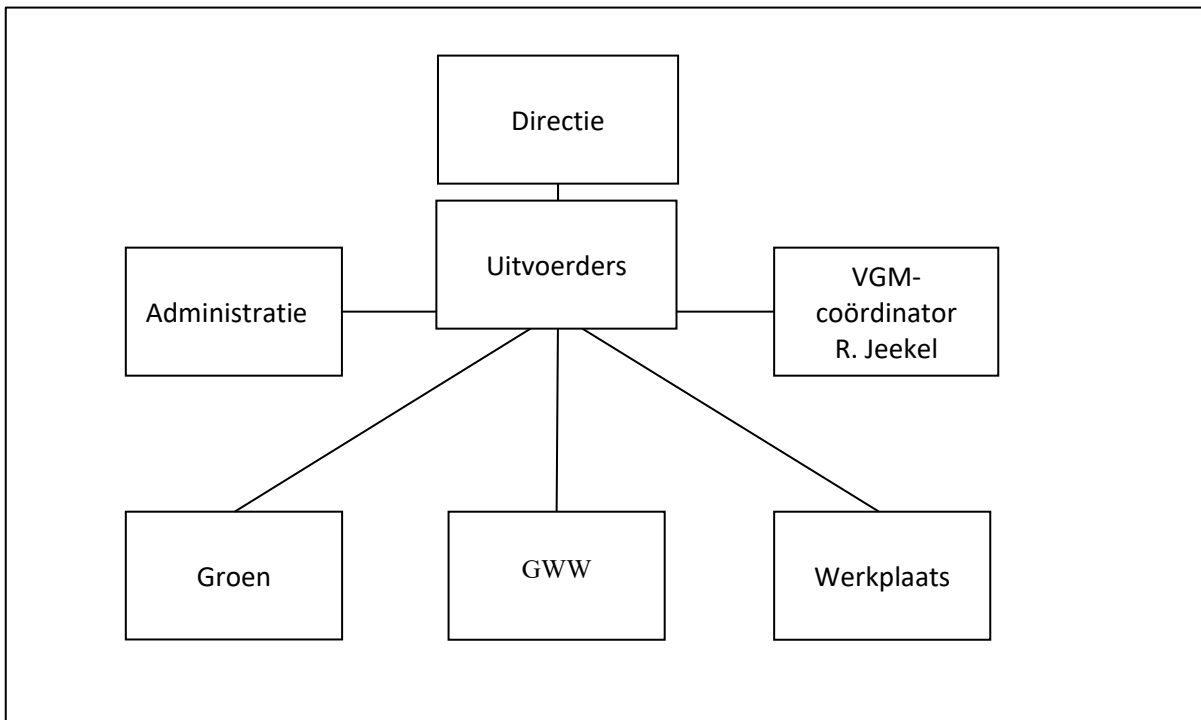 Directie
Uitvoerders
Administratie
VGM-
coördinator
R. Jeekel
Groen
GWW
Werkplaats